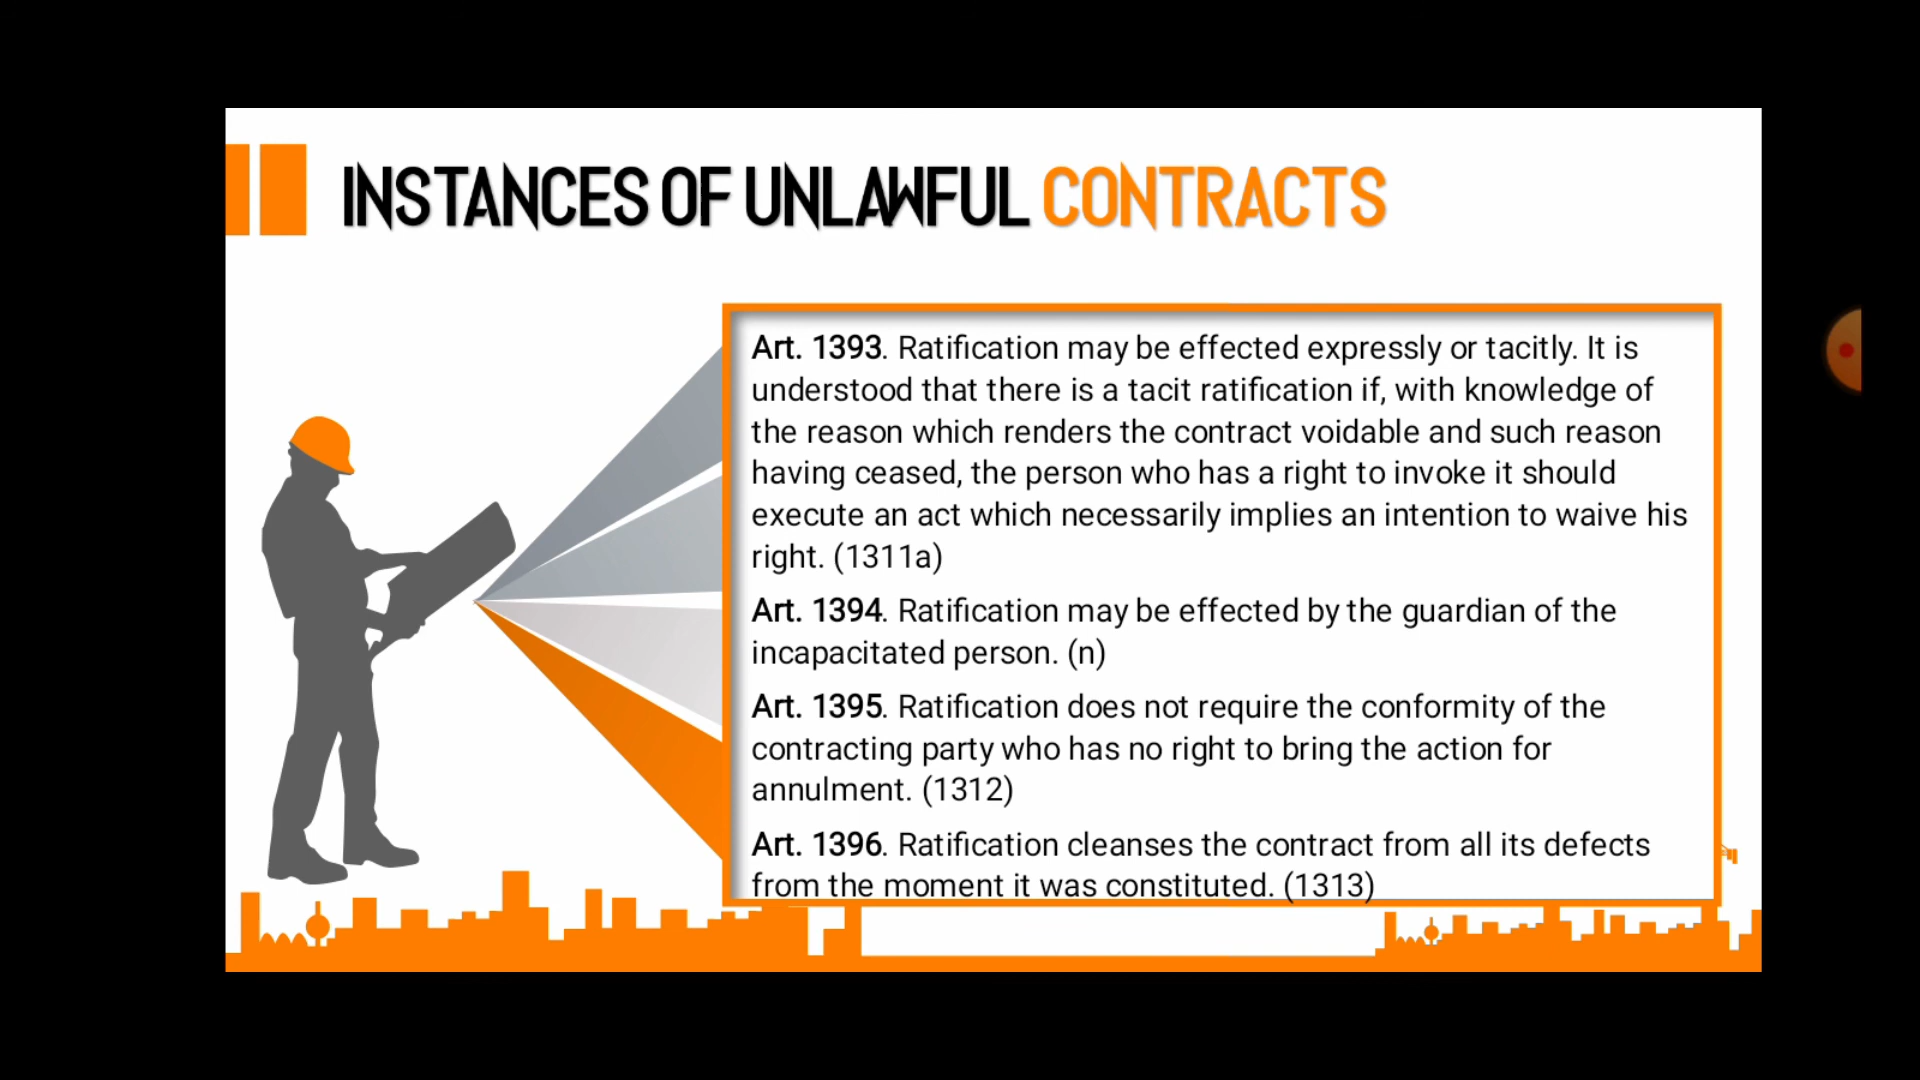 INSTANCES OF UNLAWFUL CONTRACTS
Art. 1393. Ratification may be effected expressly or tacitly. It is
understood that there is a tacit ratification if, with knowledge of
the reason which renders the contract voidable and such reason
having ceased, the person who has a right to invoke it should
execute an act which necessarily implies an intention to waive his
right. (1311a)
Art. 1394. Ratification may be effected by the guardian of the
incapacitated person. (n)
Art. 1395. Ratification does not require the conformity of the
contracting party who has no right to bring the action for
annulment. (1312)
Art. 1396. Ratification cleanses the contract from all its defects
from the moment it was constituted. (1313)